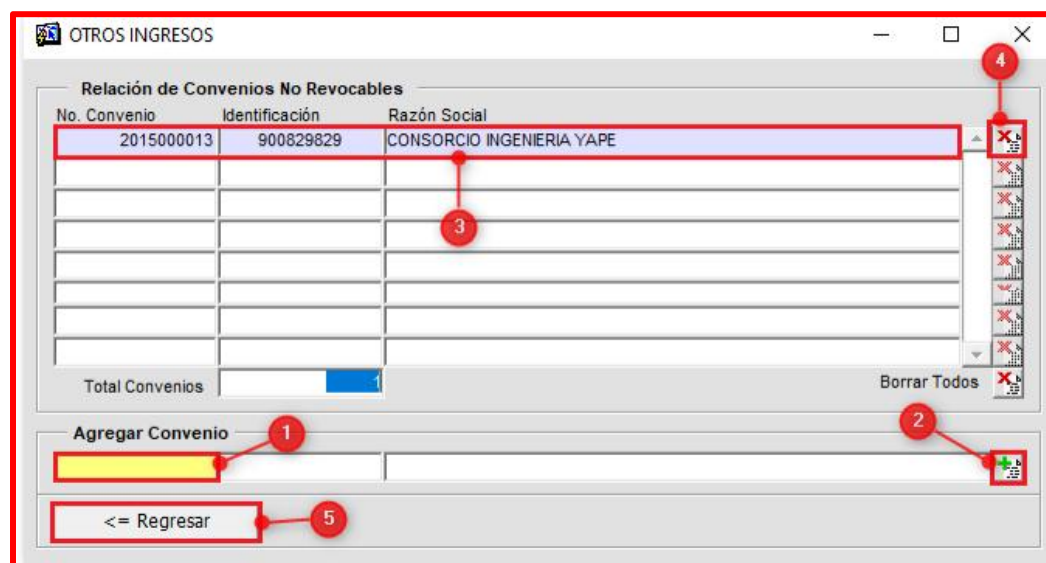 OTROS INGRESOS
4
Relación de Convenios No Revocables
No. Convenio Identificación Razón Social
2015000013 900829829 CONSORCIO INGENIERIA YAPE
3
Total Convenios 1 Borrar Todos
2
Agregar Convenio 1
<= Regresar 5